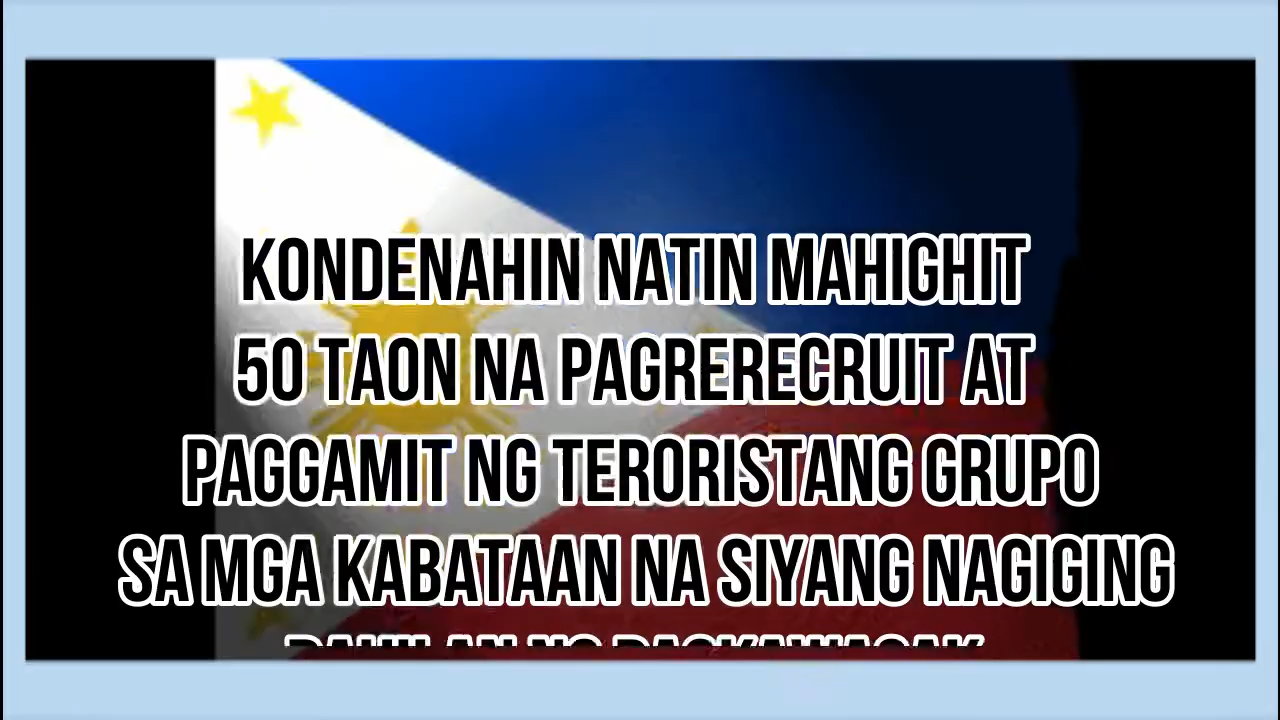 KONDENAHIN NATIN MAHIGHIT
50 TAON NA PAGRERECRUIT AT
PAGGAMIT NG TERORISTANG GRUPO
SA MGA KABATAAN NA SIYANG NAGIGING